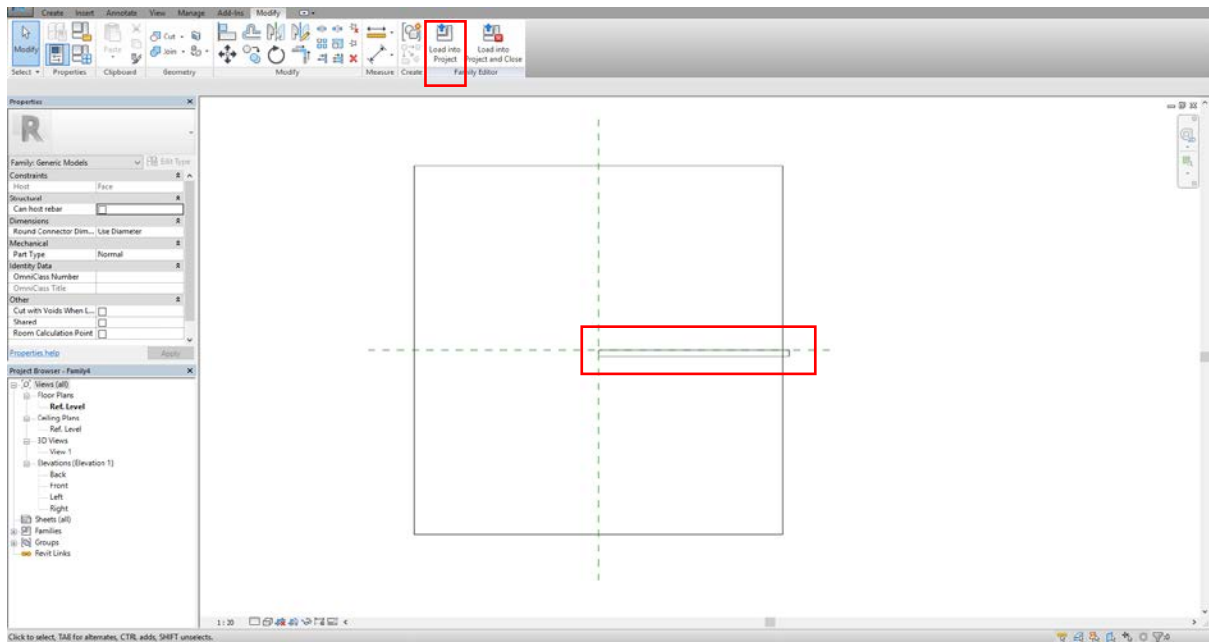 Create Insert Annotate View Manage Add-Ins Modify
Modify
Paste
Cut
Join
Load into Project
Load into Project and Close
Select Properties Clipboard Geometry Modify Measure Create Family Editor
Properties
R
Family: Generic Models
Edit Type
Constraints
Host Face
Structural
Can host rebar
Dimensions
Round Connector Dim... Use Diameter
Mechanical
Part Type Normal
Identity Data
OmniClass Number
OmniClass Title
Other
Cut with Voids When L...
Shared
Room Calculation Point
Properties help Apply
Project Browser - Family4
Views (all)
Floor Plans
Ref. Level
Ceiling Plans
Ref. Level
3D Views
View 1
Elevations (Elevation 1)
Back
Front
Left
Right
Sheets (all)
Families
Groups
Revit Links
1 : 20
Click to select, TAB for alternates, CTRL adds, SHIFT unselects.
:0